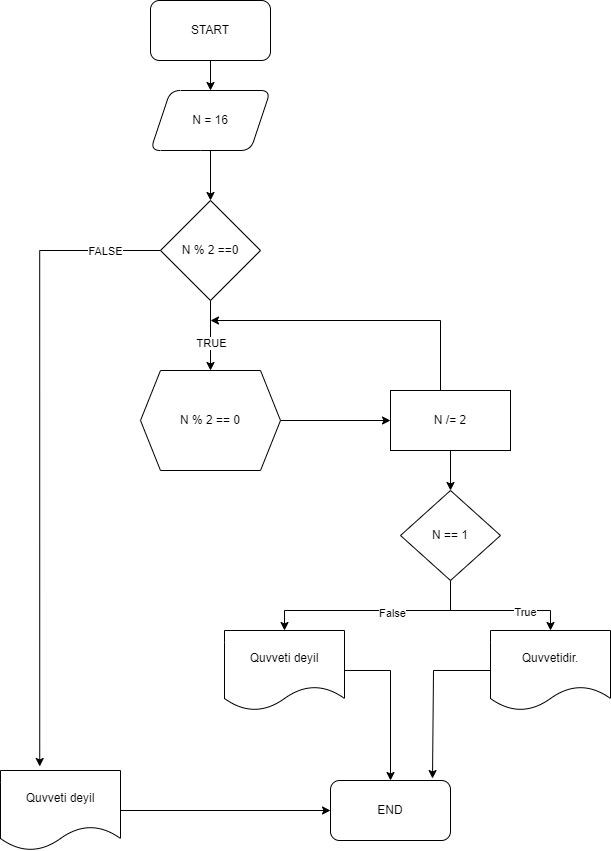 START
N = 16
N % 2 ==0
FALSE
TRUE
N % 2 == 0
N /= 2
N == 1
False
True
Quvveti deyil
Quvvetidir.
Quvveti deyil
END